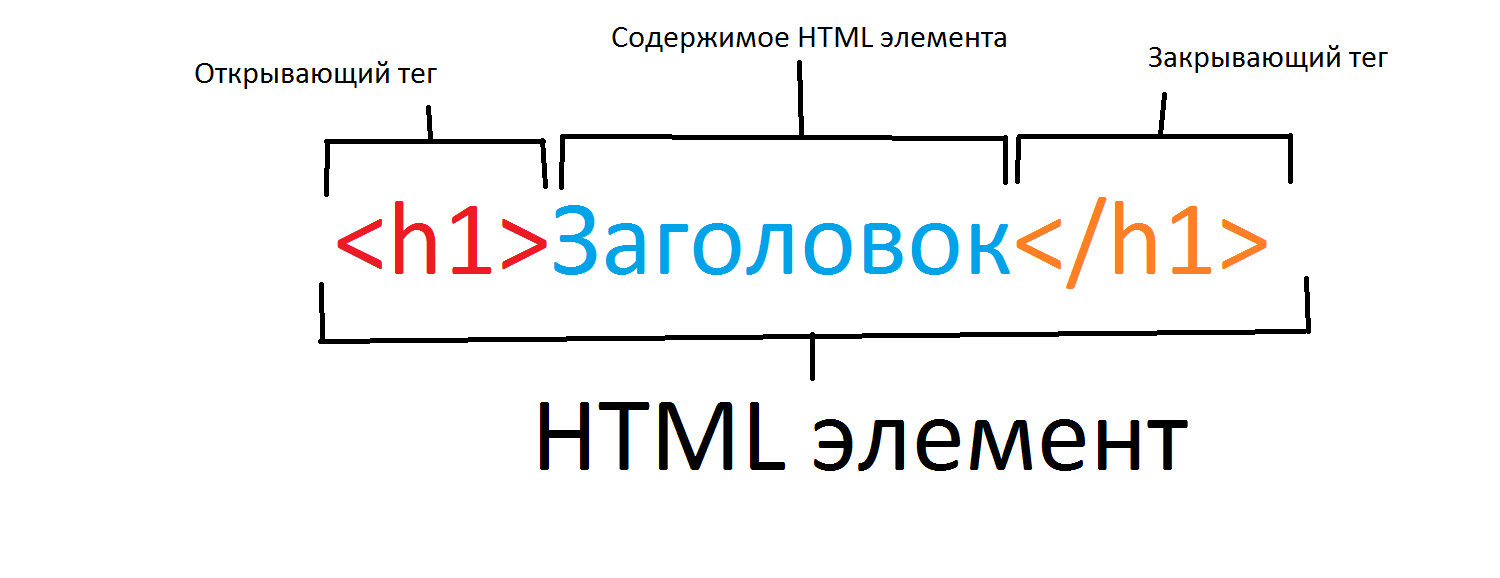 Содержимое HTML элемента
Открывающий тег
Закрывающий тег
<h1>Заголовок</h1>
HTML элемент